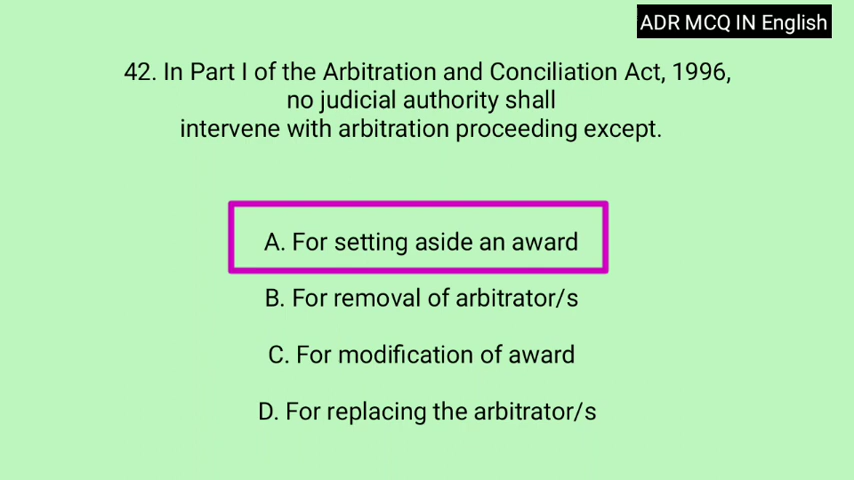 ADR MCQ IN English
42. In Part I of the Arbitration and Conciliation Act, 1996,
no judicial authority shall
intervene with arbitration proceeding except.
A. For setting aside an award
B. For removal of arbitrator/s
C. For modification of award
D. For replacing the arbitrator/s